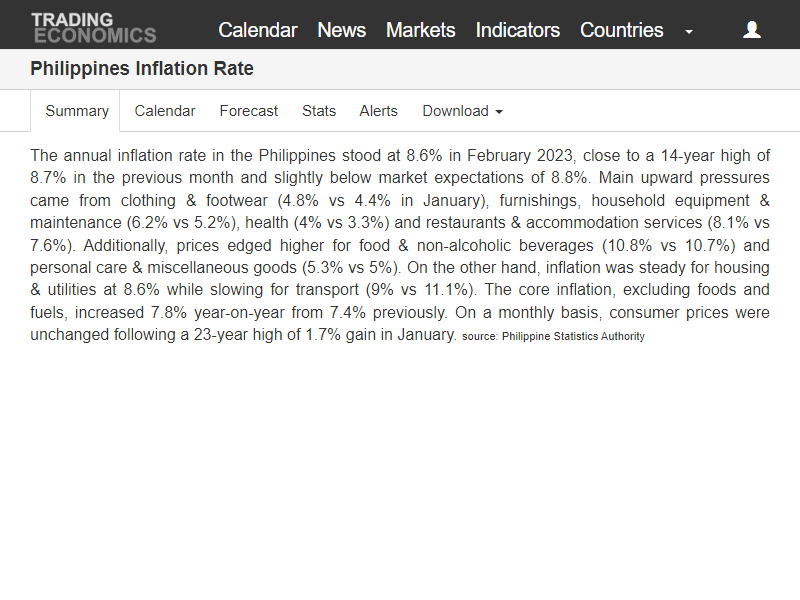 TRADING
ECONOMICS
Calendar News Markets Indicators Countries
Philippines Inflation Rate
Summary Calendar Forecast Stats Alerts Download
The annual inflation rate in the Philippines stood at 8.6% in February 2023, close to a 14-year high of
8.7% in the previous month and slightly below market expectations of 8.8%. Main upward pressures
came from clothing & footwear (4.8% vs 4.4% in January), furnishings, household equipment &
maintenance (6.2% vs 5.2%), health (4% vs 3.3%) and restaurants & accommodation services (8.1% vs
7.6%). Additionally, prices edged higher for food & non-alcoholic beverages (10.8% vs 10.7%) and
personal care & miscellaneous goods (5.3% vs 5%). On the other hand, inflation was steady for housing
& utilities at 8.6% while slowing for transport (9% vs 11.1%). The core inflation, excluding foods and
fuels, increased 7.8% year-on-year from 7.4% previously. On a monthly basis, consumer prices were
unchanged following a 23-year high of 1.7% gain in January. source: Philippine Statistics Authority